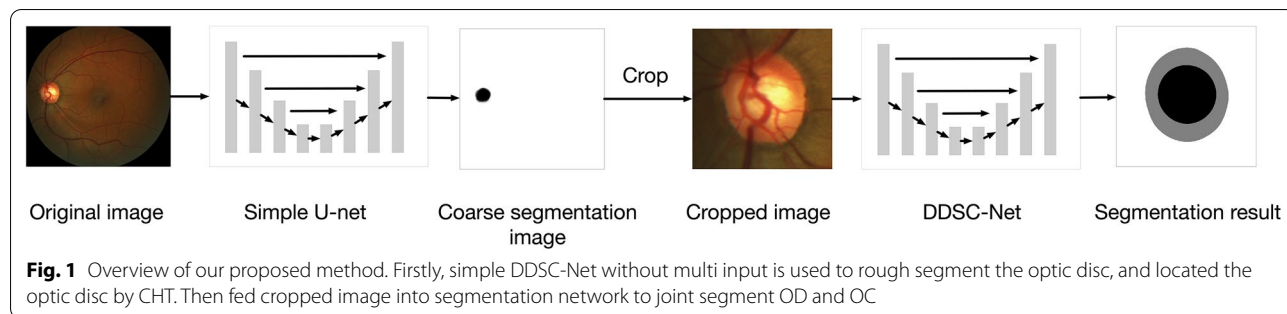 Crop
Original image
Simple U-net
Coarse segmentation
image
Cropped image
DDSC-Net
Segmentation result
Fig. 1 Overview of our proposed method. Firstly, simple DDSC-Net without multi input is used to rough segment the optic disc, and located the
optic disc by CHT. Then fed cropped image into segmentation network to joint segment OD and OC